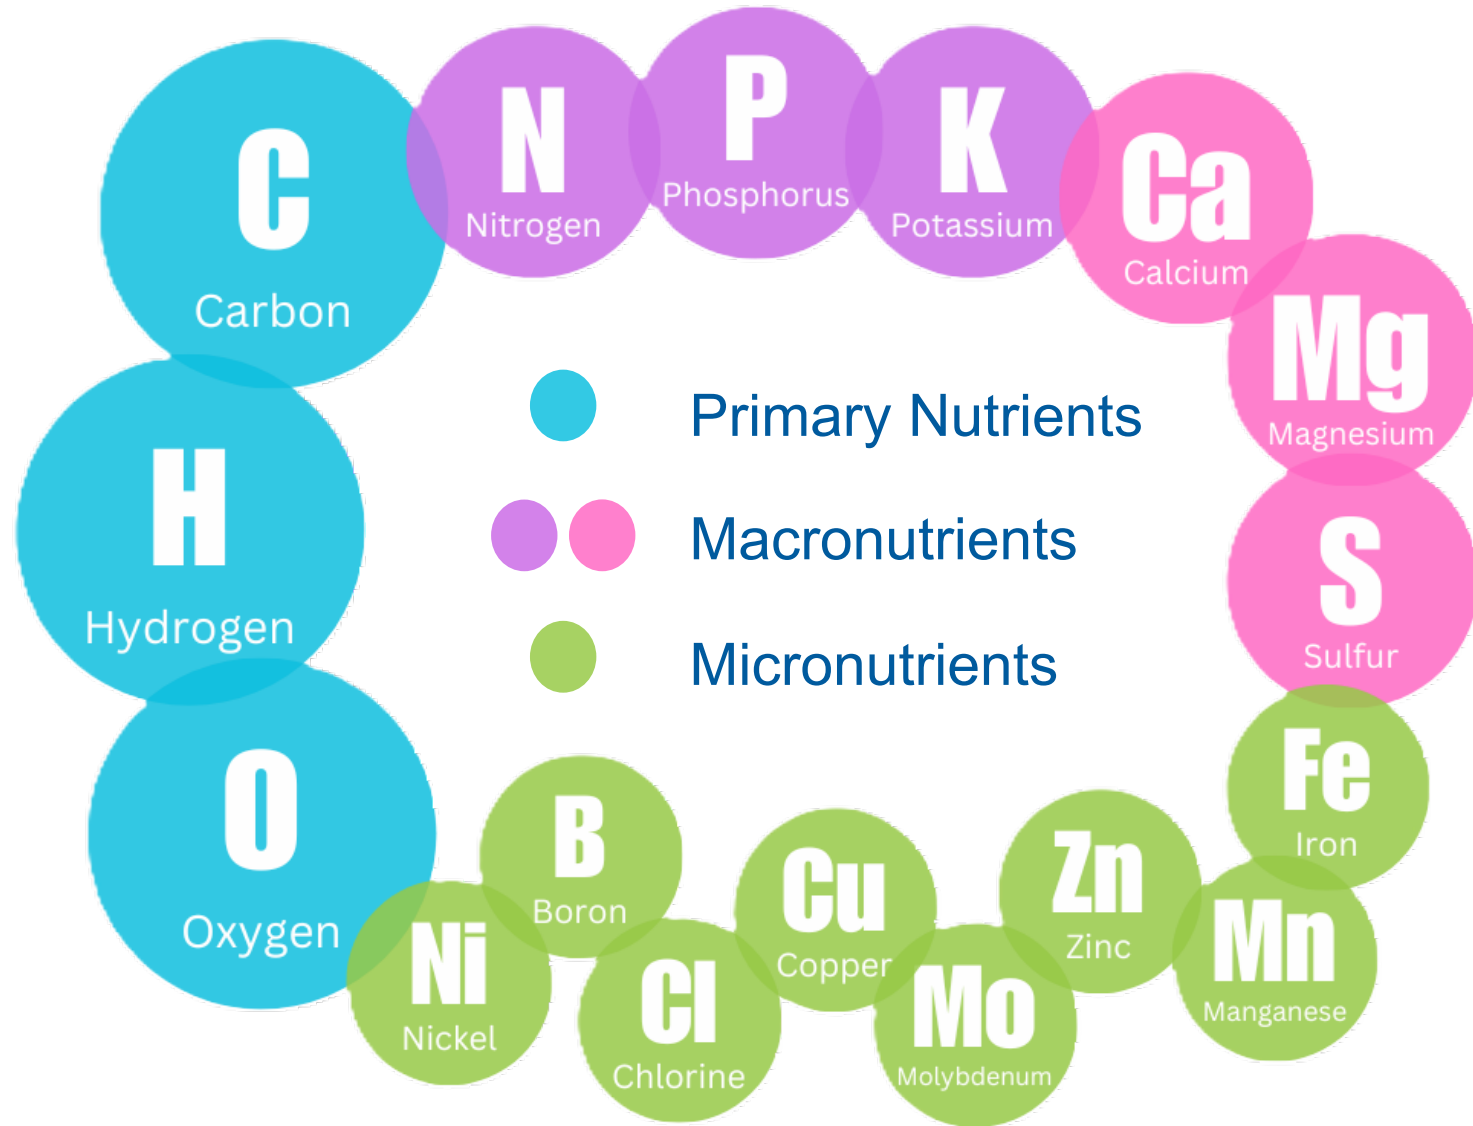 C
Carbon
N
Nitrogen
P
Phosphorus
K
Potassium
Ca
Calcium
Mg
Magnesium
S
Sulfur
Fe
Iron
Mn
Manganese
Zn
Zinc
Mo
Molybdenum
Cu
Copper
Cl
Chlorine
B
Boron
Ni
Nickel
O
Oxygen
H
Hydrogen
Primary Nutrients
Macronutrients
Micronutrients